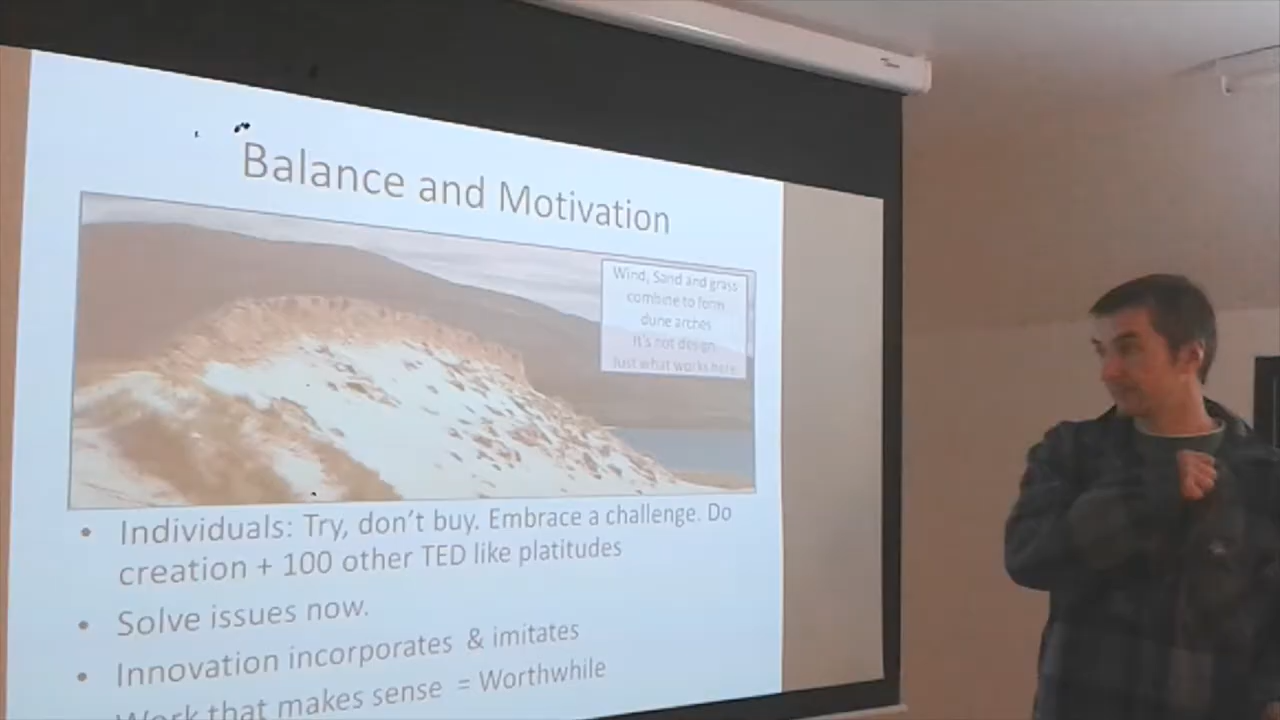 Balance and Motivation
Wind, Sand and grass
combine to form
dune arches
It's not design.
Just what works here.
• Individuals: Try, don't buy. Embrace a challenge. Do
creation + 100 other TED like platitudes
• Solve issues now.
• Innovation incorporates & imitates
Work that makes sense = Worthwhile